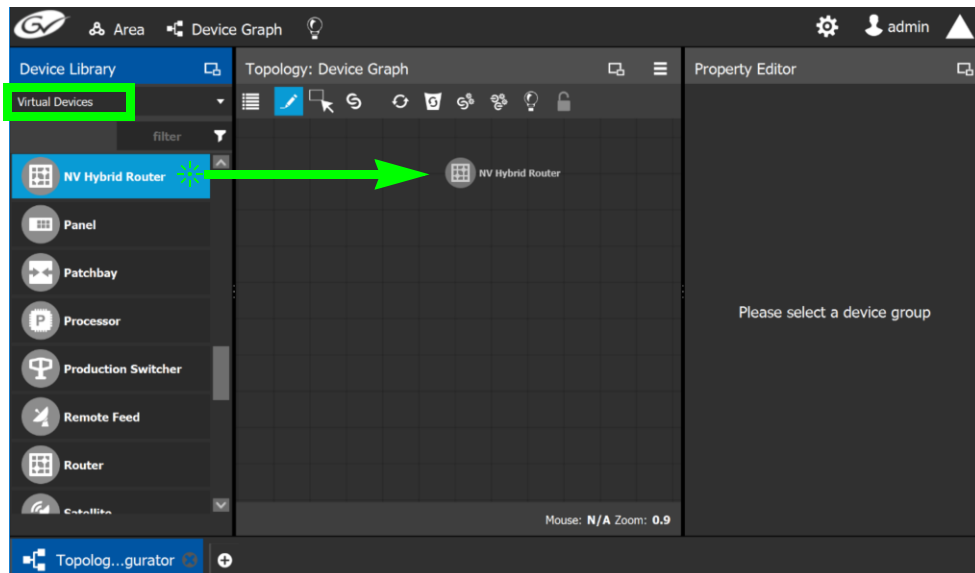 GV Area Device Graph admin
Device Library
Topology: Device Graph
Property Editor
Virtual Devices
filter
NV Hybrid Router
NV Hybrid Router
Panel
Patchbay
P Processor
Production Switcher
Remote Feed
Router
Satellite
Please select a device group
Mouse: N/A Zoom: 0.9
Topolog...gurator